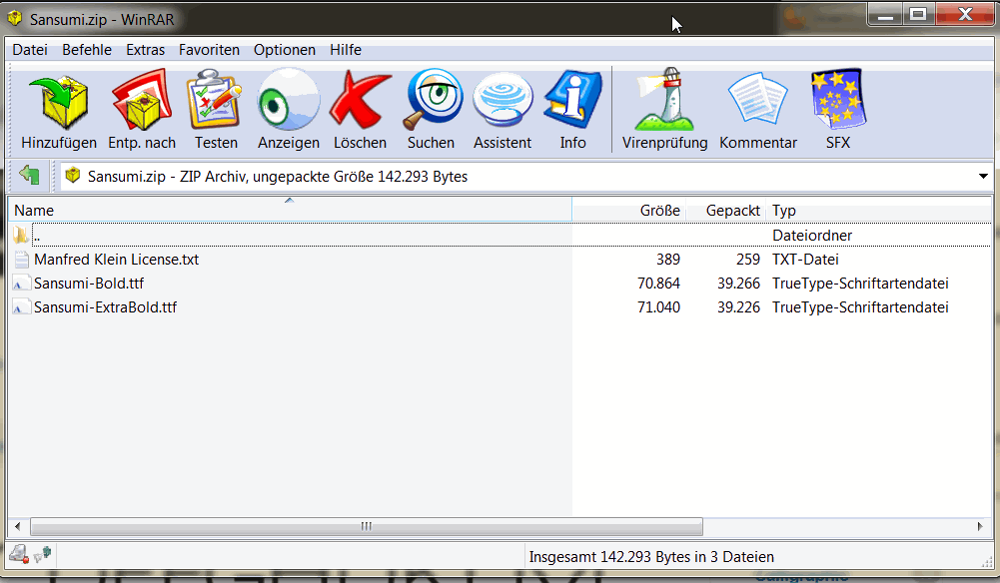 Sansumi.zip - WinRAR
Datei Befehle Extras Favoriten Optionen Hilfe
Hinzufügen Entp. nach Testen Anzeigen Löschen Suchen Assistent Info Virenprüfung Kommentar SFX
Sansumi.zip - ZIP Archiv, ungepackte Größe 142.293 Bytes
Name Größe Gepackt Typ
.. Dateiordner
Manfred Klein License.txt 389 259 TXT-Datei
Sansumi-Bold.ttf 70.864 39.266 TrueType-Schriftartendatei
Sansumi-ExtraBold.ttf 71.040 39.226 TrueType-Schriftartendatei
Insgesamt 142.293 Bytes in 3 Dateien